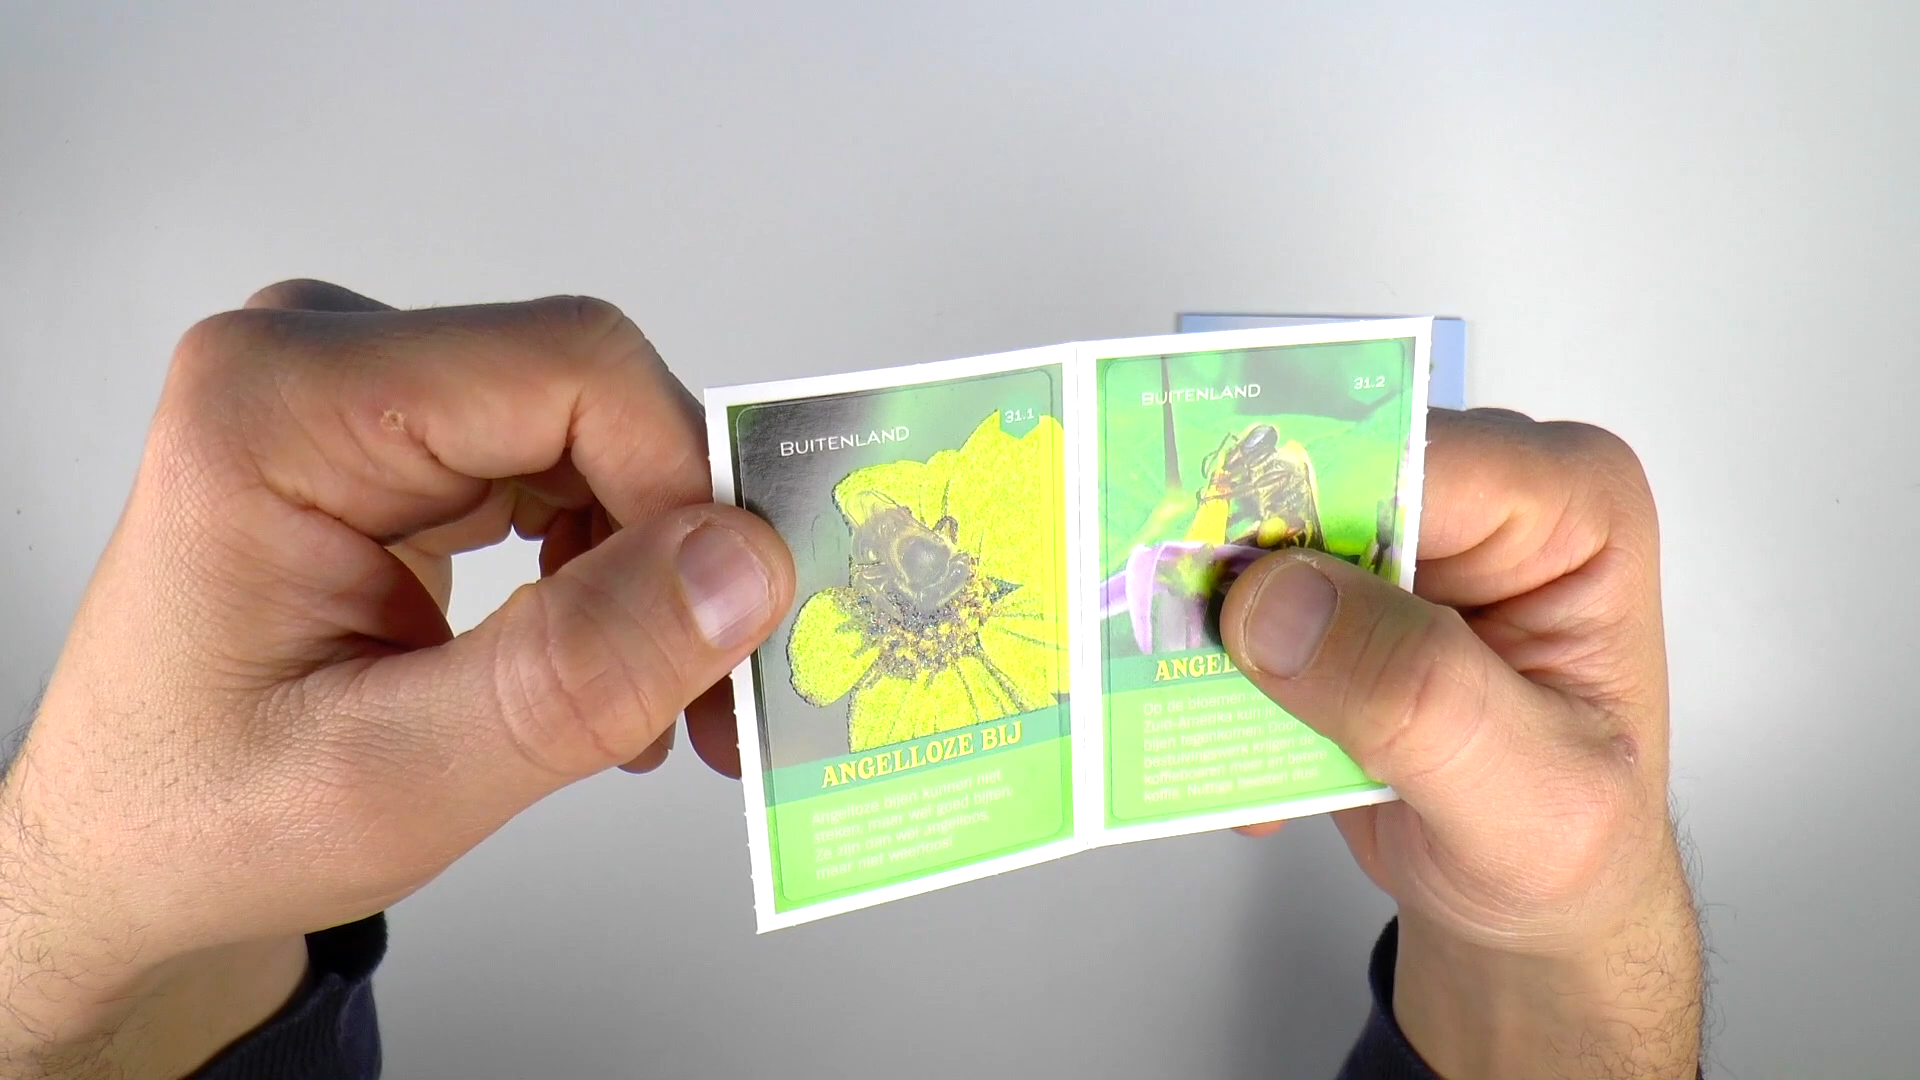 BUITENLAND
31.1
ANGELLOZE BIJ
Angelloze bijen kunnen niet
steken, maar wel goed bijten.
Ze zijn dan wel angelloos,
maar niet weerloos!
BUITENLAND
31.2
ANGEL
Op de bloemen
Zuid-Amerika kun
bijen tegenkomen. Door
bestuivingswerk krijgen de
koffieboeren meer en betere
koffie. Nuttige beesten dus!